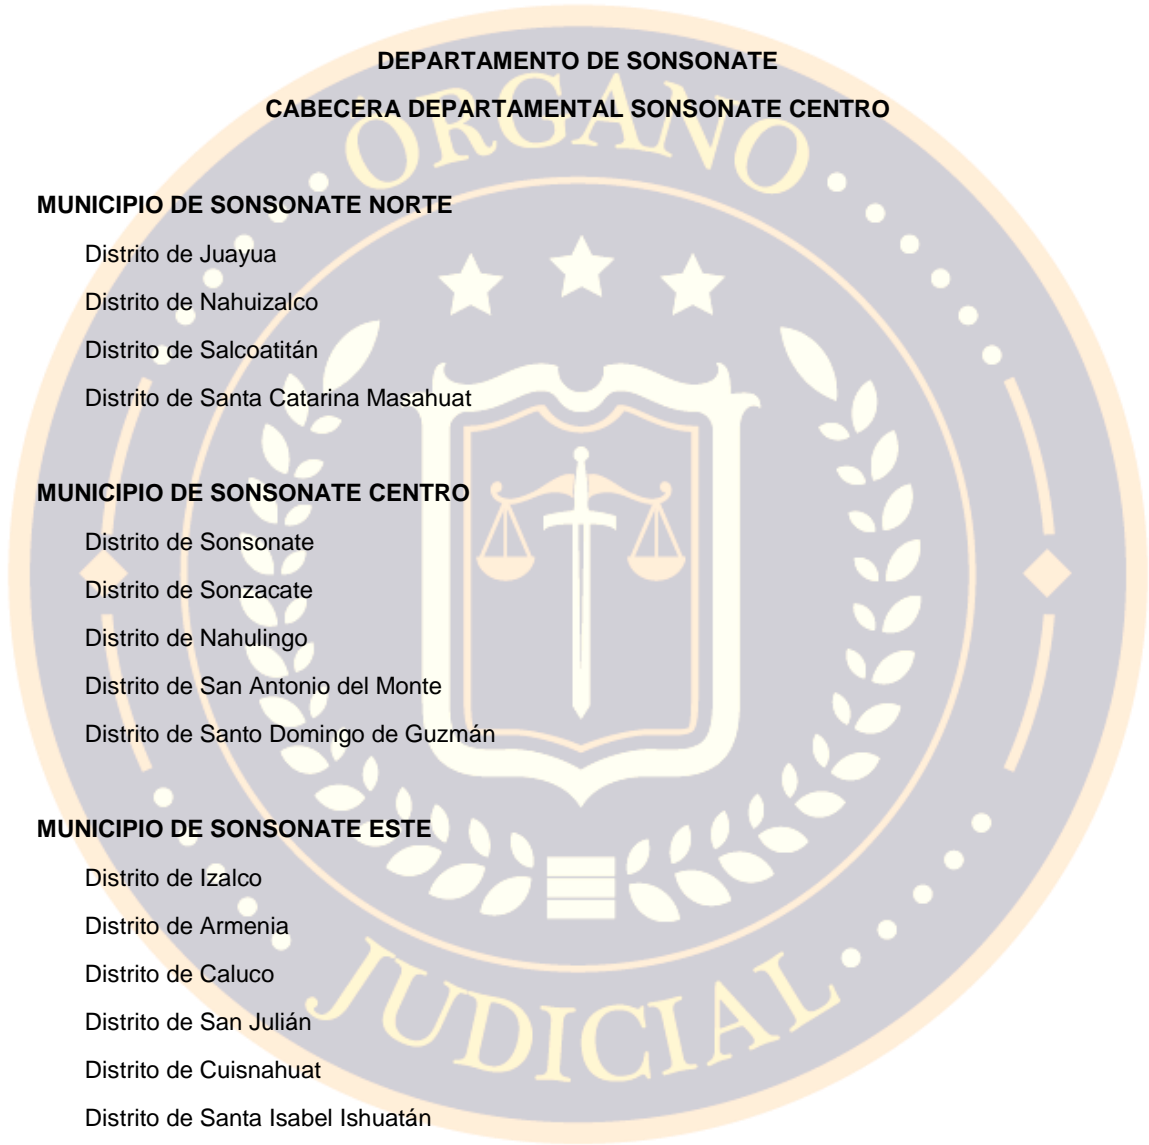 DEPARTAMENTO DE SONSONATE
CABECERA DEPARTAMENTAL SONSONATE CENTRO
ÓRGANO
MUNICIPIO DE SONSONATE NORTE
Distrito de Juayua
Distrito de Nahuizalco
Distrito de Salcoatitán
Distrito de Santa Catarina Masahuat
MUNICIPIO DE SONSONATE CENTRO
Distrito de Sonsonate
Distrito de Sonzacate
Distrito de Nahulingo
Distrito de San Antonio del Monte
Distrito de Santo Domingo de Guzmán
MUNICIPIO DE SONSONATE ESTE
Distrito de Izalco
Distrito de Armenia
Distrito de Caluco
Distrito de San Julián
Distrito de Cuisnahuat
Distrito de Santa Isabel Ishuatán
JUDICIAL